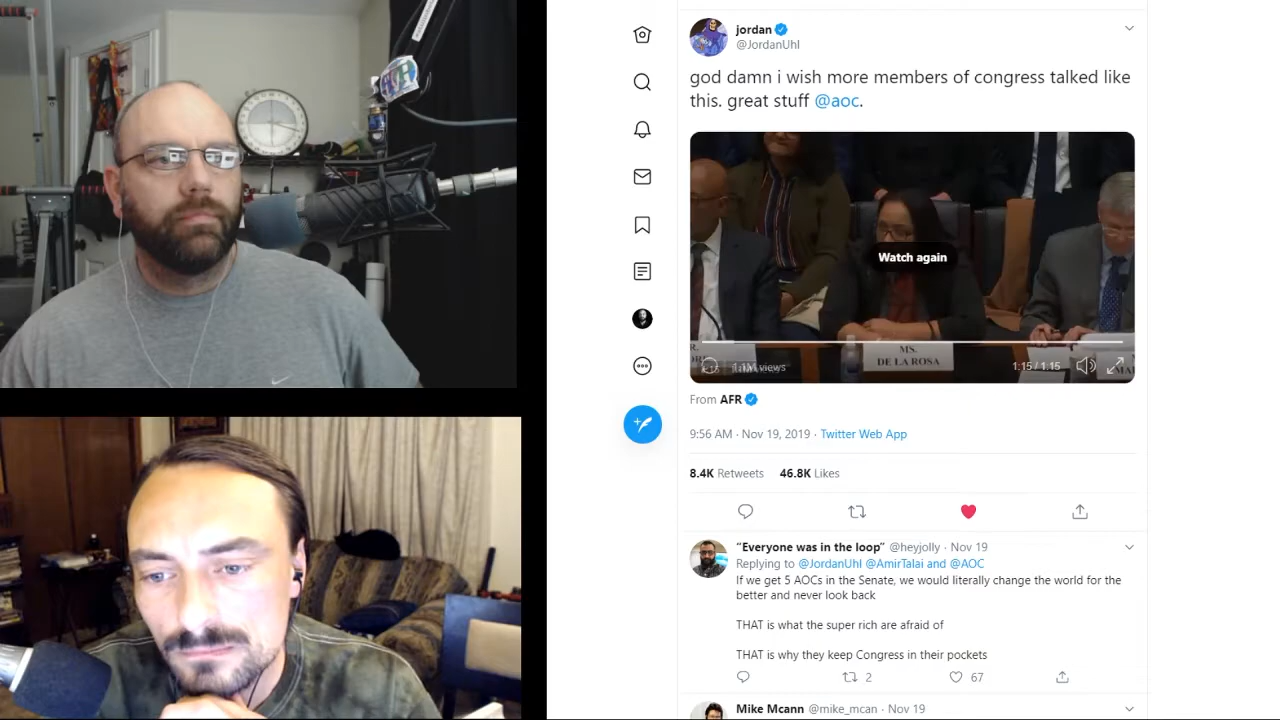 jordan
@JordanUhl
god damn i wish more members of congress talked like
this. great stuff @aoc.
Watch again
MS.
DE LA ROSA
views
1:15 / 1:15
From AFR
9:56 AM · Nov 19, 2019 · Twitter Web App
8.4K Retweets 46.8K Likes
“Everyone was in the loop” @heyjolly · Nov 19
Replying to @JordanUhl @AmirTalai and @AOC
If we get 5 AOCs in the Senate, we would literally change the world for the
better and never look back
THAT is what the super rich are afraid of
THAT is why they keep Congress in their pockets
2 67
Mike Mcann @mike_mcan · Nov 19